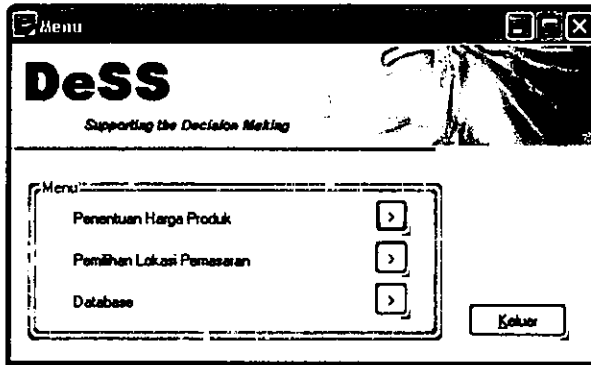 Menu
DeSS
Supporting the Decision Making
Menu
Penentuan Harga Produk >
Pemilihan Lokasi Pemasaran >
Database >
Keluar